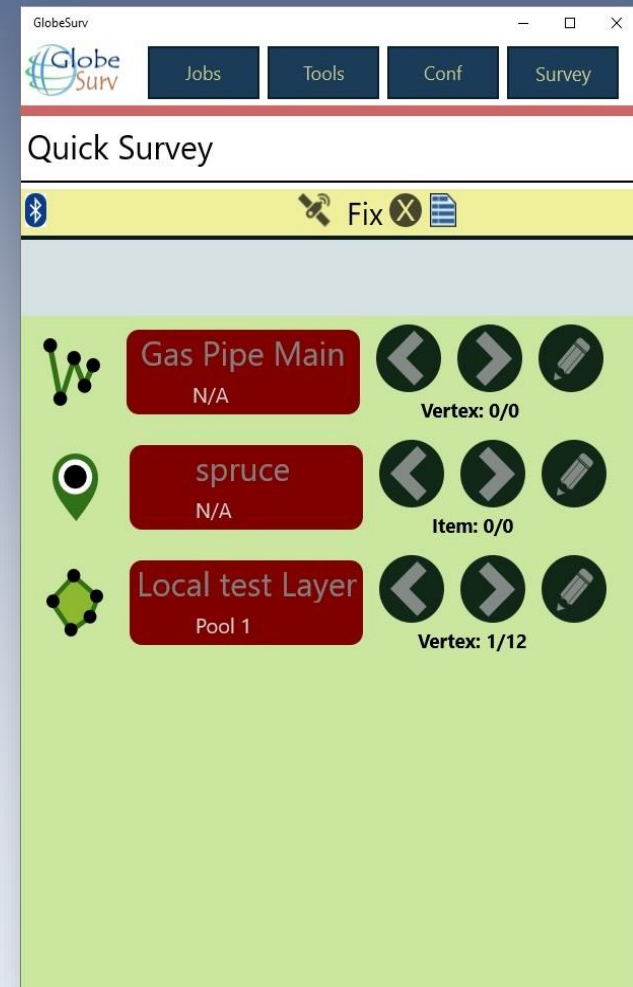 GlobeSurv
Globe
Surv
Jobs Tools Conf Survey
Quick Survey
Fix X
Gas Pipe Main
N/A
Vertex: 0/0
spruce
N/A
Item: 0/0
Local test Layer
Pool 1
Vertex: 1/12